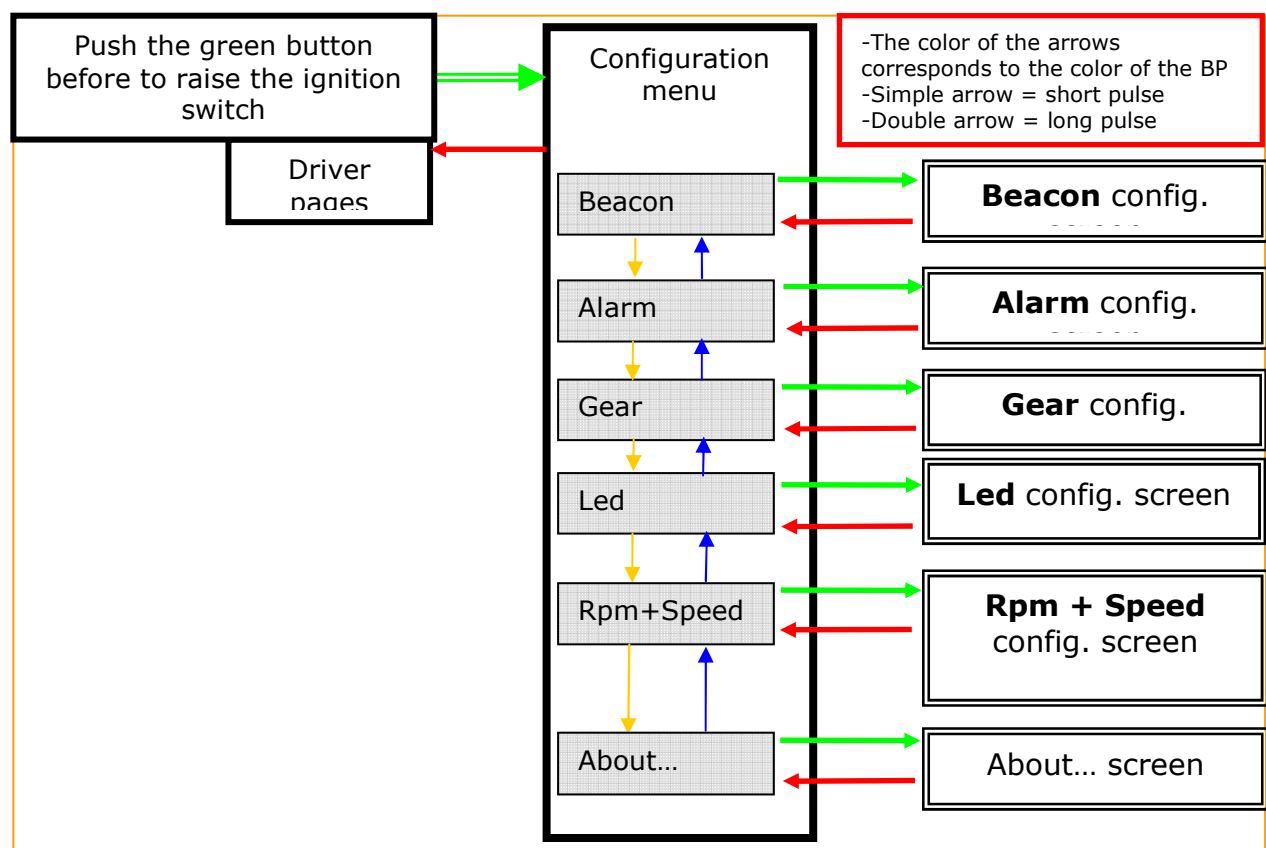 Push the green button
before to raise the ignition
switch
Configuration
menu
-The color of the arrows
corresponds to the color of the BP
-Simple arrow = short pulse
-Double arrow = long pulse
Driver
pages
Beacon
Beacon config.
Alarm
Alarm config.
Gear
Gear config.
Led
Led config. screen
Rpm+Speed
Rpm + Speed
config. screen
About…
About… screen